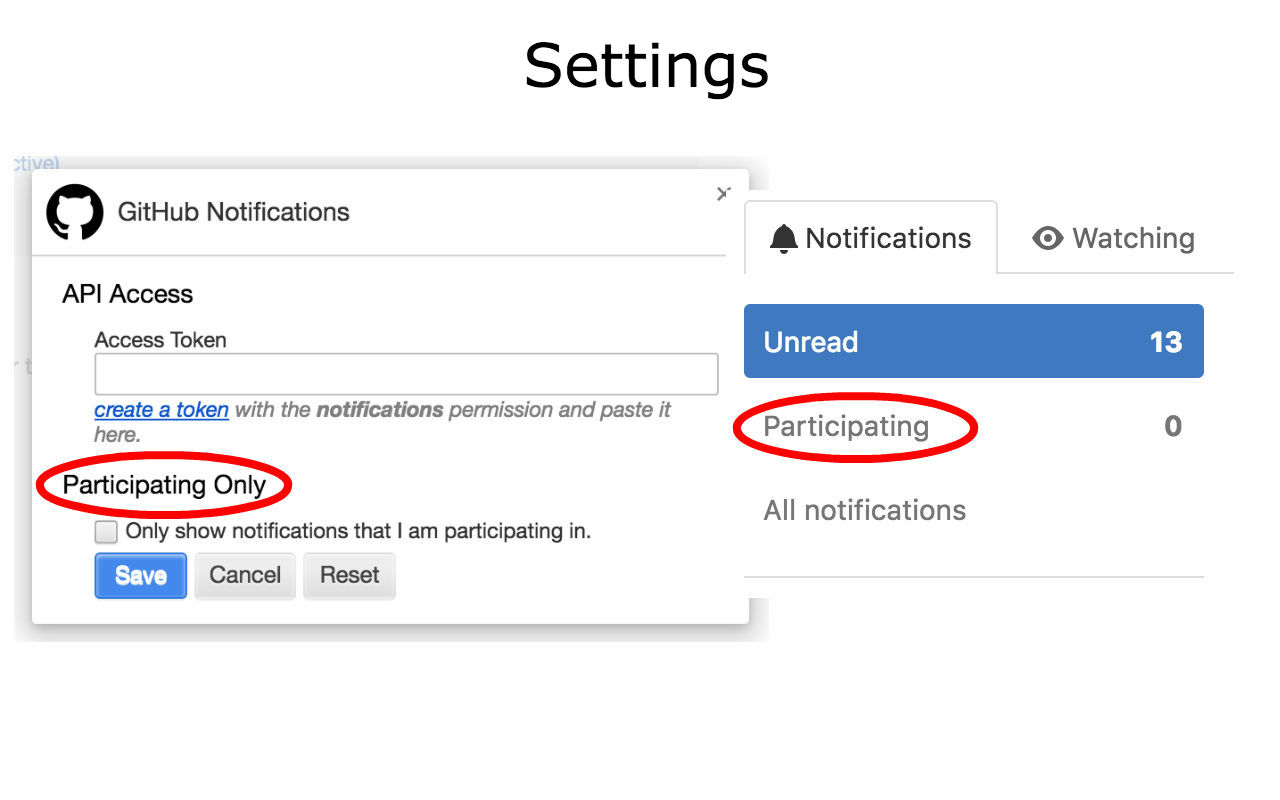 Settings
ctive)
GitHub Notifications
API Access
Access Token
create a token with the notifications permission and paste it
here.
Participating Only
Only show notifications that I am participating in.
Save Cancel Reset
Notifications Watching
Unread 13
Participating 0
All notifications